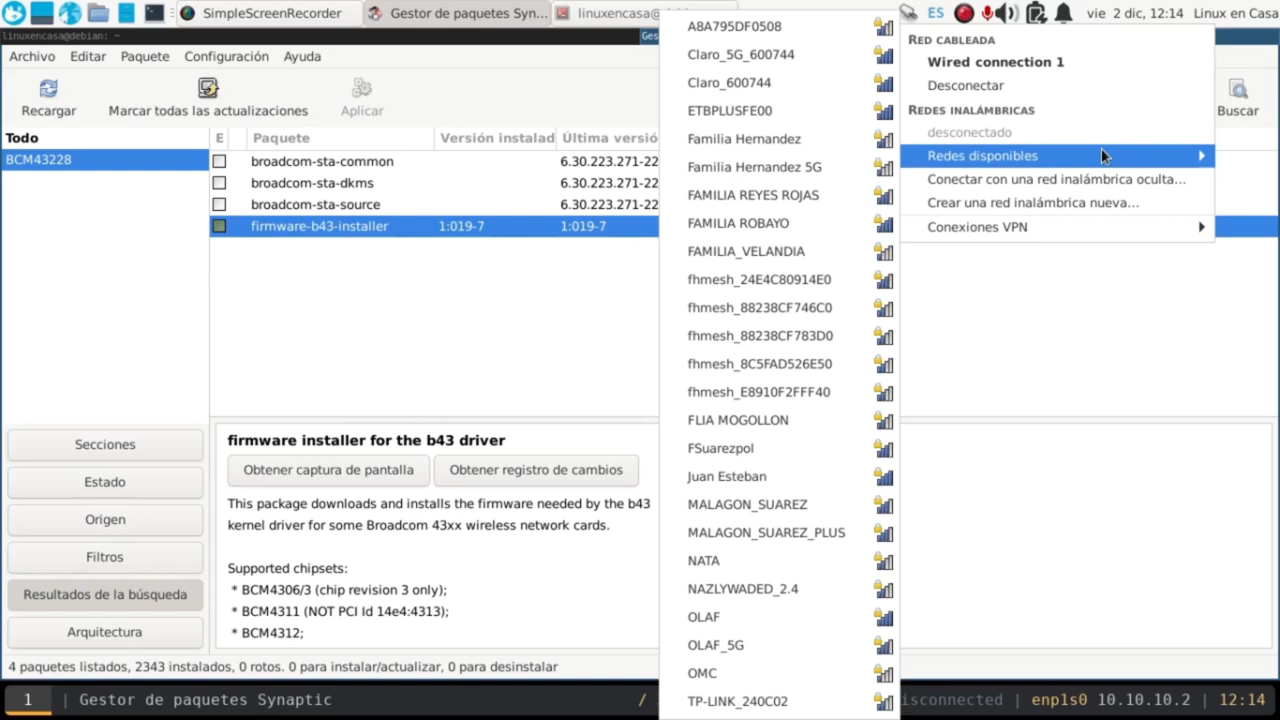 SimpleScreenRecorder
Gestor de paquetes Syn...
linuxencasa@
ES
vie 2 dic, 12:14
Linux en Casa
linuxencasa@debian: ~
Ges
Archivo
Editar
Paquete
Configuración
Ayuda
Recargar
Marcar todas las actualizaciones
Aplicar
Buscar
Todo
BCM43228
E
Paquete
Versión instalad
Última versió
broadcom-sta-common
6.30.223.271-22
broadcom-sta-dkms
6.30.223.271-22
broadcom-sta-source
6.30.223.271-22
firmware-b43-installer
1:019-7
1:019-7
Secciones
Estado
Origen
Filtros
Resultados de la búsqueda
Arquitectura
firmware installer for the b43 driver
Obtener captura de pantalla
Obtener registro de cambios
This package downloads and installs the firmware needed by the b43
kernel driver for some Broadcom 43xx wireless network cards.
Supported chipsets:
* BCM4306/3 (chip revision 3 only);
* BCM4311 (NOT PCI Id 14e4:4313);
* BCM4312;
A8A795DF0508
Claro_5G_600744
Claro_600744
ETBPLUSFE00
Familia Hernandez
Familia Hernandez 5G
FAMILIA REYES ROJAS
FAMILIA ROBAYO
FAMILIA_VELANDIA
fhmesh_24E4C80914E0
fhmesh_88238CF746C0
fhmesh_88238CF783D0
fhmesh_8C5FAD526E50
fhmesh_E8910F2FFF40
FLIA MOGOLLON
FSuarezpol
Juan Esteban
MALAGON_SUAREZ
MALAGON_SUAREZ_PLUS
NATA
NAZLYWADED_2.4
OLAF
OLAF_5G
OMC
TP-LINK_240C02
RED CABLEADA
Wired connection 1
Desconectar
REDES INALÁMBRICAS
desconectado
Redes disponibles
Conectar con una red inalámbrica oculta...
Crear una red inalámbrica nueva...
Conexiones VPN
4 paquetes listados, 2343 instalados, 0 rotos. 0 para instalar/actualizar, 0 para desinstalar
1 | Gestor de paquetes Synaptic
/
isconnected | enp1s0 10.10.10.2 | 12:14